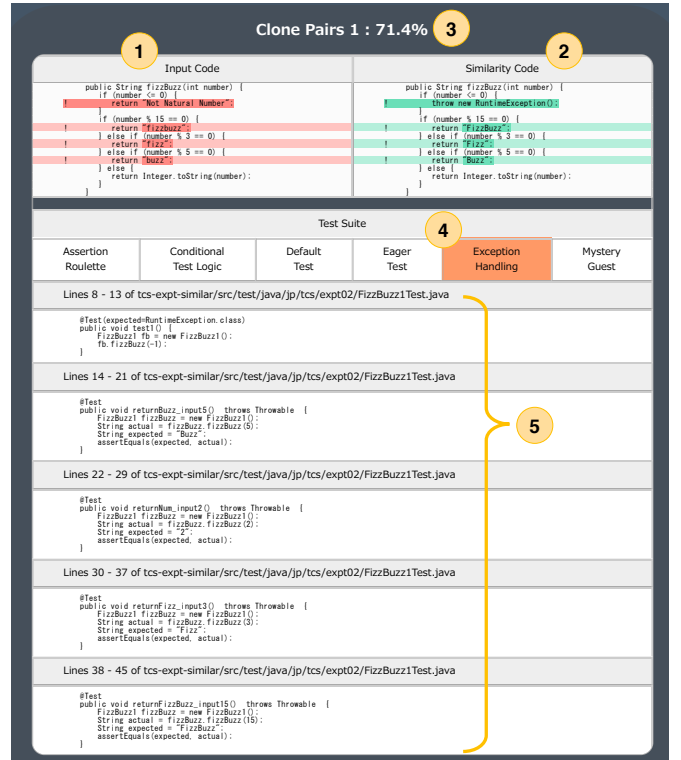 Clone Pairs 1 : 71.4%
3
1
2
Input Code
public String fizzBuzz(int number) {
if (number <= 0) {
! return "Not Natural Number";
}
if (number % 15 == 0) {
! return "fizzbuzz";
} else if (number % 3 == 0) {
! return "fizz";
} else if (number % 5 == 0) {
! return "buzz";
} else {
return Integer.toString(number);
}
}
Similarity Code
public String fizzBuzz(int number) {
if (number <= 0) {
! throw new RuntimeException();
}
if (number % 15 == 0) {
! return "FizzBuzz";
} else if (number % 3 == 0) {
! return "Fizz";
} else if (number % 5 == 0) {
! return "Buzz";
} else {
return Integer.toString(number);
}
}
Test Suite
4
Assertion Roulette
Conditional Test Logic
Default Test
Eager Test
Exception Handling
Mystery Guest
Lines 8 - 13 of tcs-expt-similar/src/test/java/jp/tcs/expt02/FizzBuzz1Test.java
@Test(expected=RuntimeException.class)
public void test1() {
FizzBuzz1 fb = new FizzBuzz1();
fb.fizzBuzz(-1);
}
Lines 14 - 21 of tcs-expt-similar/src/test/java/jp/tcs/expt02/FizzBuzz1Test.java
@Test
public void returnBuzz_input5() throws Throwable {
FizzBuzz1 fizzBuzz = new FizzBuzz1();
String actual = fizzBuzz.fizzBuzz(5);
String expected = "Buzz";
assertEquals(expected, actual);
}
5
Lines 22 - 29 of tcs-expt-similar/src/test/java/jp/tcs/expt02/FizzBuzz1Test.java
@Test
public void returnNum_input2() throws Throwable {
FizzBuzz1 fizzBuzz = new FizzBuzz1();
String actual = fizzBuzz.fizzBuzz(2);
String expected = "2";
assertEquals(expected, actual);
}
Lines 30 - 37 of tcs-expt-similar/src/test/java/jp/tcs/expt02/FizzBuzz1Test.java
@Test
public void returnFizz_input3() throws Throwable {
FizzBuzz1 fizzBuzz = new FizzBuzz1();
String actual = fizzBuzz.fizzBuzz(3);
String expected = "Fizz";
assertEquals(expected, actual);
}
Lines 38 - 45 of tcs-expt-similar/src/test/java/jp/tcs/expt02/FizzBuzz1Test.java
@Test
public void returnFizzBuzz_input15() throws Throwable {
FizzBuzz1 fizzBuzz = new FizzBuzz1();
String actual = fizzBuzz.fizzBuzz(15);
String expected = "FizzBuzz";
assertEquals(expected, actual);
}